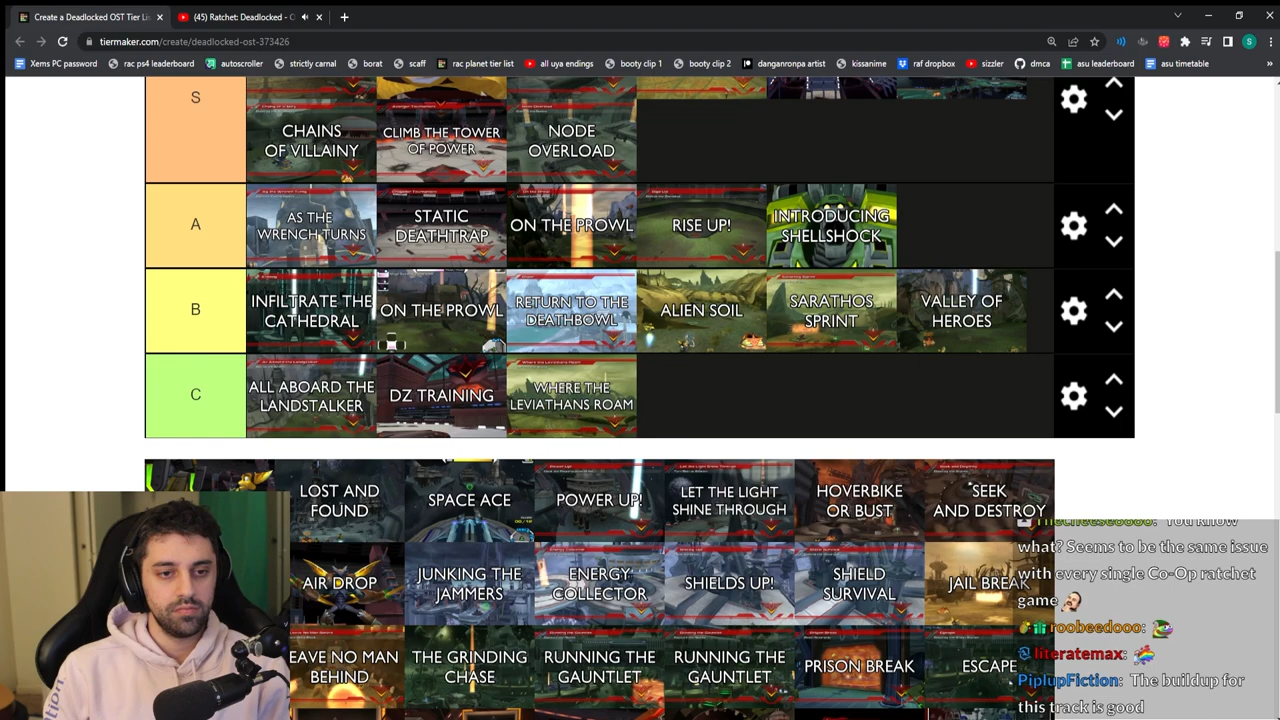 Create a Deadlocked OST Tier Lis
(45) Ratchet: Deadlocked - O
tiermaker.com/create/deadlocked-ost-373426
Xems PC password
rac ps4 leaderboard
autoscroller
strictly carnal
borat
scaff
rac planet tier list
all uya endings
booty clip 1
booty clip 2
danganronpa artist
kissanime
raf dropbox
sizzler
dmca
asu leaderboard
asu timetable
S
CHAINS
OF VILLAINY
CLIMB THE TOWER
OF POWER
NODE
OVERLOAD
A
AS THE
WRENCH TURNS
STATIC
DEATHTRAP
ON THE PROWL
RISE UP!
INTRODUCING
SHELLSHOCK
B
INFILTRATE THE
CATHEDRAL
ON THE PROWL
RETURN TO THE
DEATHBOWL
ALIEN SOIL
SARATHOS
SPRINT
VALLEY OF
HEROES
C
ALL ABOARD THE
LANDSTALKER
DZ TRAINING
WHERE THE
LEVIATHANS ROAM
LOST AND
FOUND
SPACE ACE
POWER UP!
LET THE LIGHT
SHINE THROUGH
HOVERBIKE
OR BUST
SEEK
AND DESTROY
AIR DROP
JUNKING THE
JAMMERS
ENERGY
COLLECTOR
SHIELDS UP!
SHIELD
SURVIVAL
JAIL BREAK
EAVE NO MAN
BEHIND
THE GRINDING
CHASE
RUNNING THE
GAUNTLET
RUNNING THE
GAUNTLET
PRISON BREAK
ESCAPE
You know
what? Seems to be the same issue
with every single Co-Op ratchet
game
roobeedooo:
literatemax:
PiplupFiction: The buildup for
this track is good